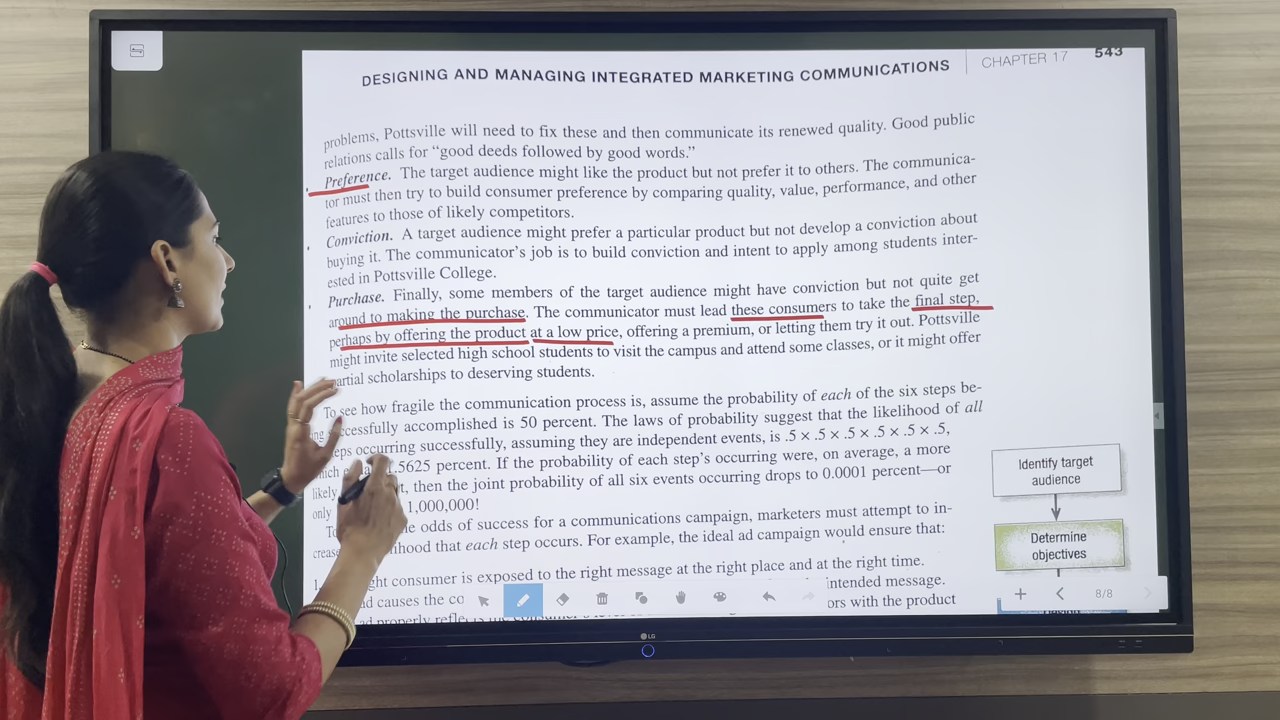 DESIGNING AND MANAGING INTEGRATED MARKETING COMMUNICATIONS CHAPTER 17 543
problems, Pottsville will need to fix these and then communicate its renewed quality. Good public
relations calls for “good deeds followed by good words.”
Preference. The target audience might like the product but not prefer it to others. The communica-
tor must then try to build consumer preference by comparing quality, value, performance, and other
features to those of likely competitors.
Conviction. A target audience might prefer a particular product but not develop a conviction about
buying it. The communicator’s job is to build conviction and intent to apply among students inter-
ested in Pottsville College.
Purchase. Finally, some members of the target audience might have conviction but not quite get
around to making the purchase. The communicator must lead these consumers to take the final step,
perhaps by offering the product at a low price, offering a premium, or letting them try it out. Pottsville
might invite selected high school students to visit the campus and attend some classes, or it might offer
partial scholarships to deserving students.
To see how fragile the communication process is, assume the probability of each of the six steps be-
ing successfully accomplished is 50 percent. The laws of probability suggest that the likelihood of all
occurring successfully, assuming they are independent events, is .5 × .5 × .5 × .5 × .5 × .5,
.5625 percent. If the probability of each step’s occurring were, on average, a more
likely then the joint probability of all six events occurring drops to 0.0001 percent—or
only 1,000,000!
odds of success for a communications campaign, marketers must attempt to in-
that each step occurs. For example, the ideal ad campaign would ensure that:
1. consumer is exposed to the right message at the right place and at the right time.
causes the intended message.
ad properly with the product
Identify target
audience
Determine
objectives
8/8
LG